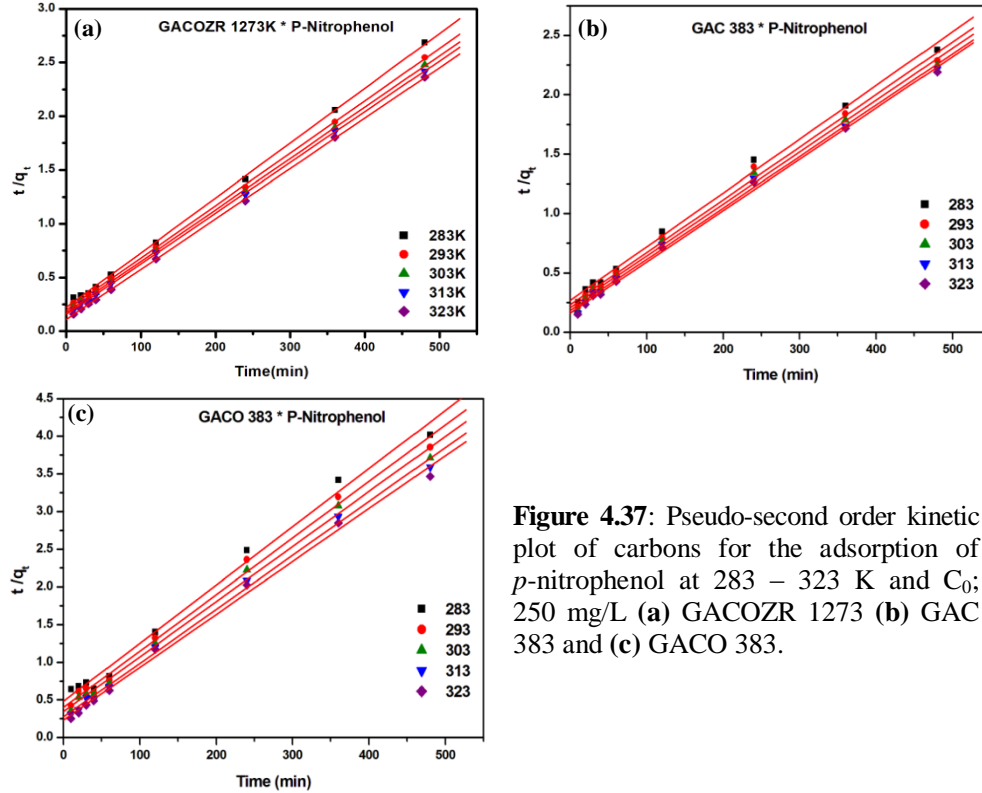 (a)
GACOZR 1273K * P-Nitrophenol
3.0
2.5
2.0
1.5
1.0
0.5
0.0
t /qt
283K
293K
303K
313K
323K
0 100 200 300 400 500
Time(min)
(b)
GAC 383 * P-Nitrophenol
2.5
2.0
1.5
1.0
0.5
0.0
t /qt
283
293
303
313
323
0 100 200 300 400 500
Time (min)
(c)
GACO 383 * P-Nitrophenol
4.5
4.0
3.5
3.0
2.5
2.0
1.5
1.0
0.5
0.0
t /qt
283
293
303
313
323
0 100 200 300 400 500
Time (min)
Figure 4.37: Pseudo-second order kinetic
plot of carbons for the adsorption of
p-nitrophenol at 283 – 323 K and C₀;
250 mg/L (a) GACOZR 1273 (b) GAC
383 and (c) GACO 383.